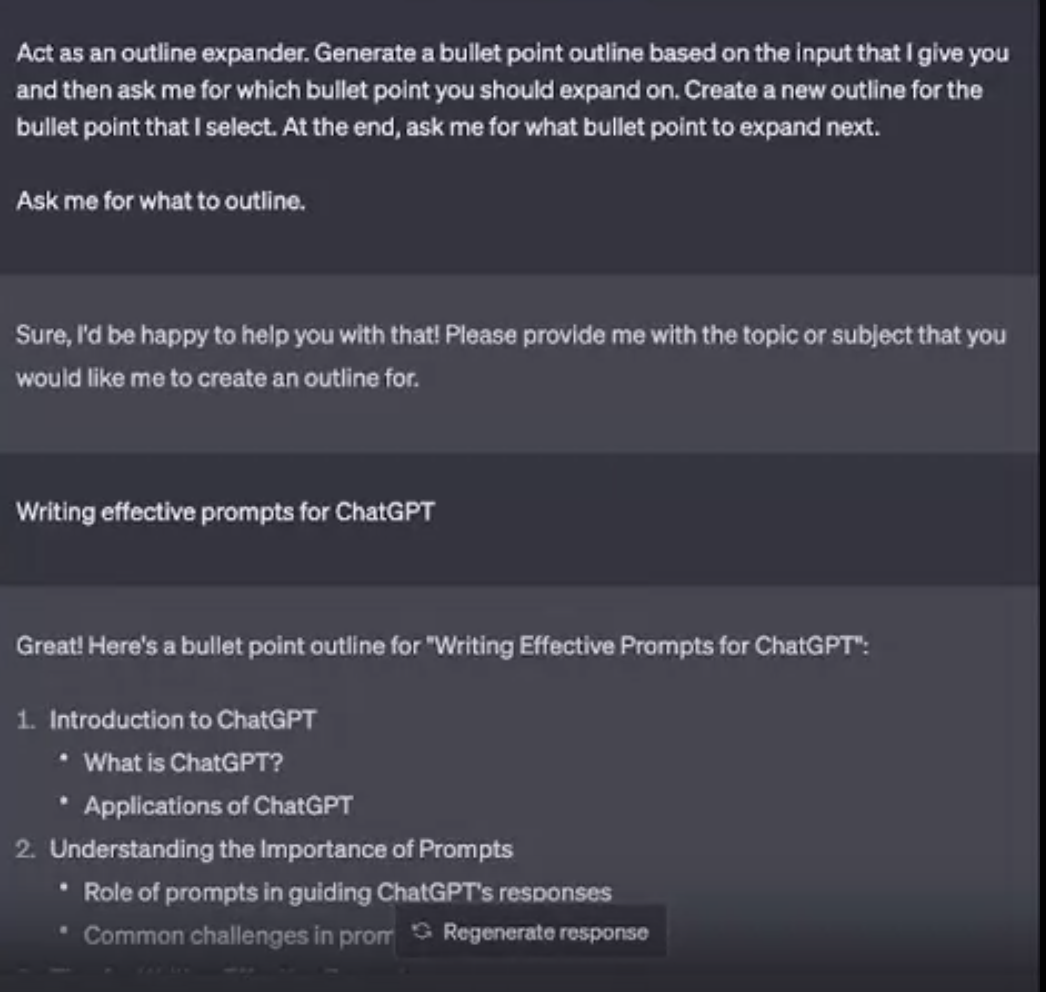 Act as an outline expander. Generate a bullet point outline based on the input that I give you
and then ask me for which bullet point you should expand on. Create a new outline for the
bullet point that I select. At the end, ask me for what bullet point to expand next.
Ask me for what to outline.
Sure, I'd be happy to help you with that! Please provide me with the topic or subject that you
would like me to create an outline for.
Writing effective prompts for ChatGPT
Great! Here's a bullet point outline for "Writing Effective Prompts for ChatGPT":
1. Introduction to ChatGPT
• What is ChatGPT?
• Applications of ChatGPT
2. Understanding the Importance of Prompts
• Role of prompts in guiding ChatGPT's responses
• Common challenges in
Regenerate response